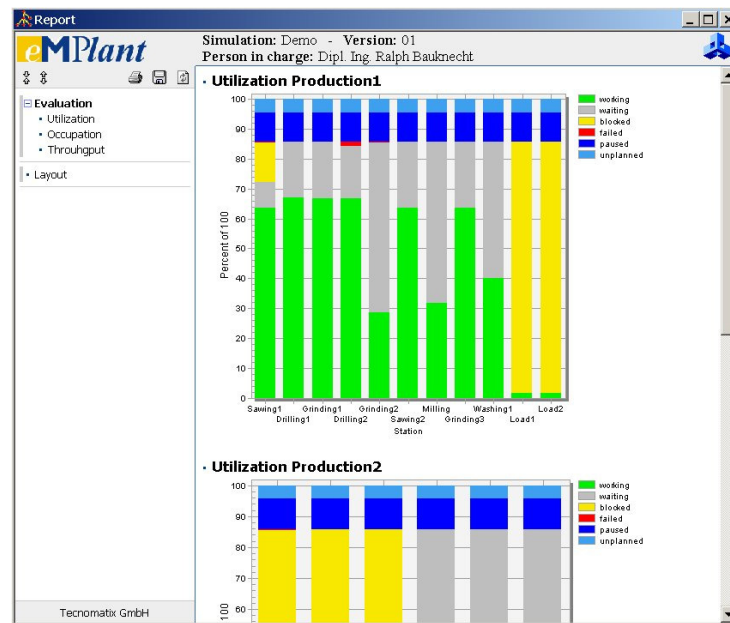 Report
eMPlant
Simulation: Demo - Version: 01
Person in charge: Dipl. Ing. Ralph Bauknecht
Evaluation
• Utilization
• Occupation
• Throuhgput
• Layout
Tecnomatix GmbH
• Utilization Production1
Percent of 100
100
90
80
70
60
50
40
30
20
10
0
Sawing1 Grinding1 Grinding2 Milling Washing1 Load2
Drilling1 Drilling2 Sawing2 Grinding3 Load1
Station
working
waiting
blocked
failed
paused
unplanned
• Utilization Production2
100
90
80
70
60
100
working
waiting
blocked
failed
paused
unplanned